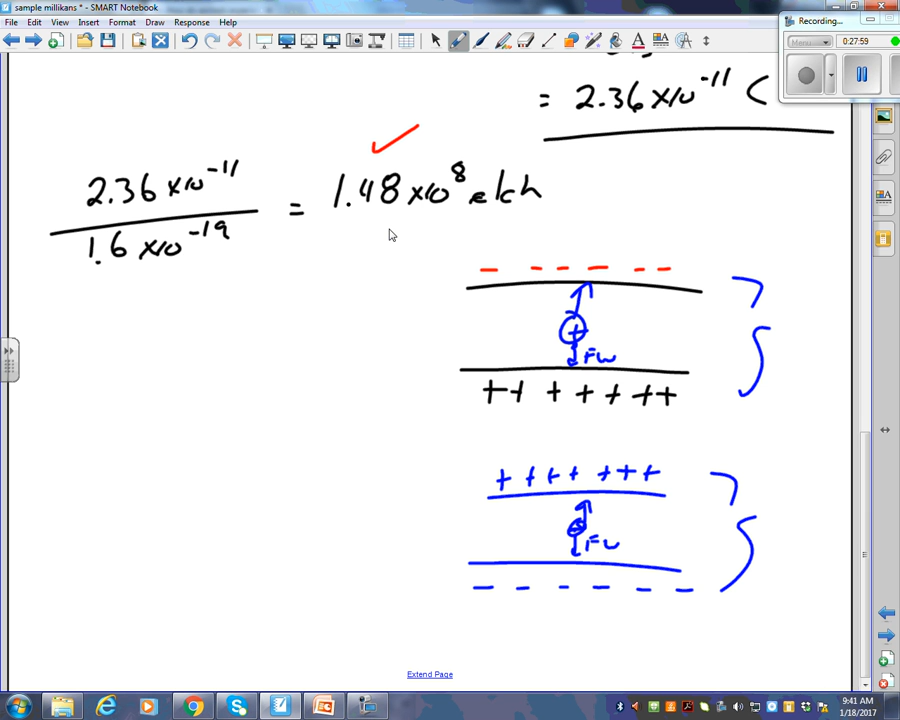 sample millikans * - SMART Notebook
File Edit View Insert Format Draw Response Help
Recording...
Menu
0:27:59
= 2.36 x10⁻¹¹ C
2.36 x10⁻¹¹
1.6 x10⁻¹⁹
= 1.48 x10⁸ elch
− − − − − −
+
Fw
+ + + + + + +
+ + + + + + +
Fw
− − − − − −
Extend Page
9:41 AM
1/18/2017